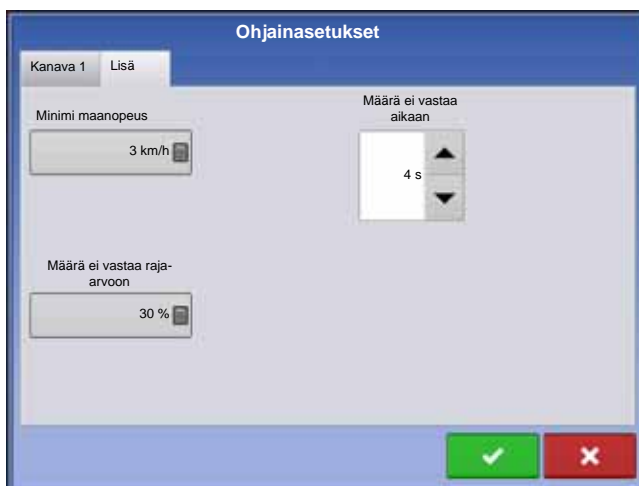 Ohjainasetukset
Kanava 1
Lisä
Minimi maanopeus
3 km/h
Määrä ei vastaa
aikaan
4 s
Määrä ei vastaa raja-
arvoon
30 %